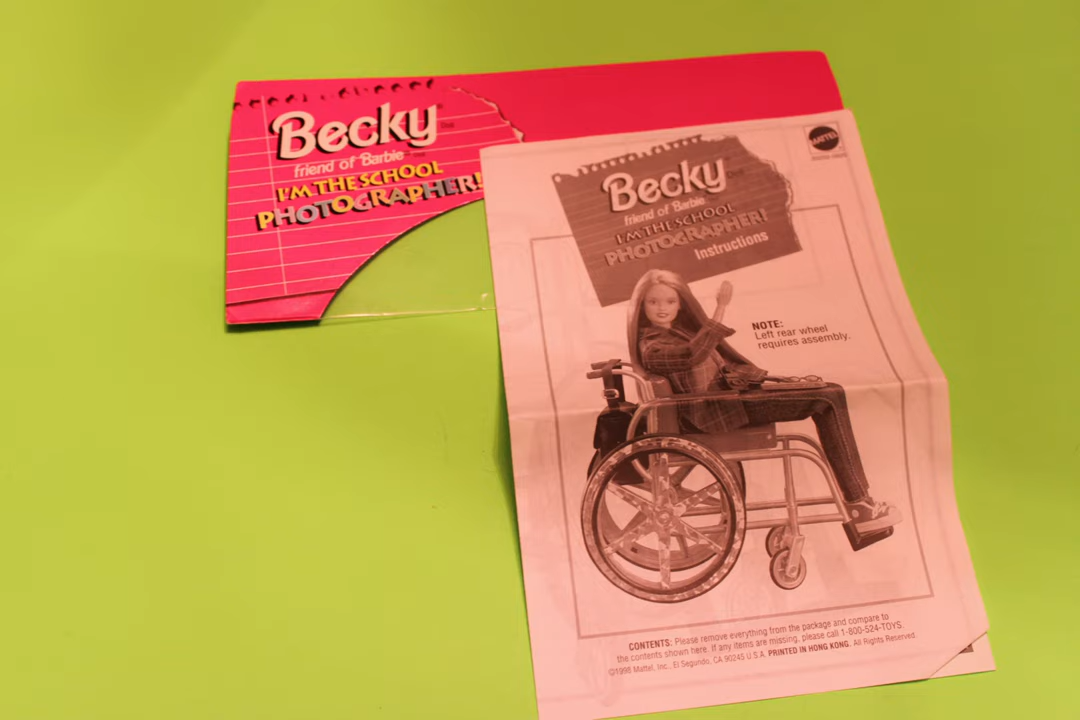 Becky
friend of Barbie™
I'M THE SCHOOL
PHOTOGRAPHER!
MATTEL
Becky
friend of Barbie
I'M THE SCHOOL
PHOTOGRAPHER!
Instructions
NOTE:
Left rear wheel
requires assembly.
CONTENTS: Please remove everything from the package and compare to
the contents shown here. If any items are missing, please call 1-800-524-TOYS.
©1998 Mattel, Inc., El Segundo, CA 90245 U.S.A. PRINTED IN HONG KONG. All Rights Reserved.